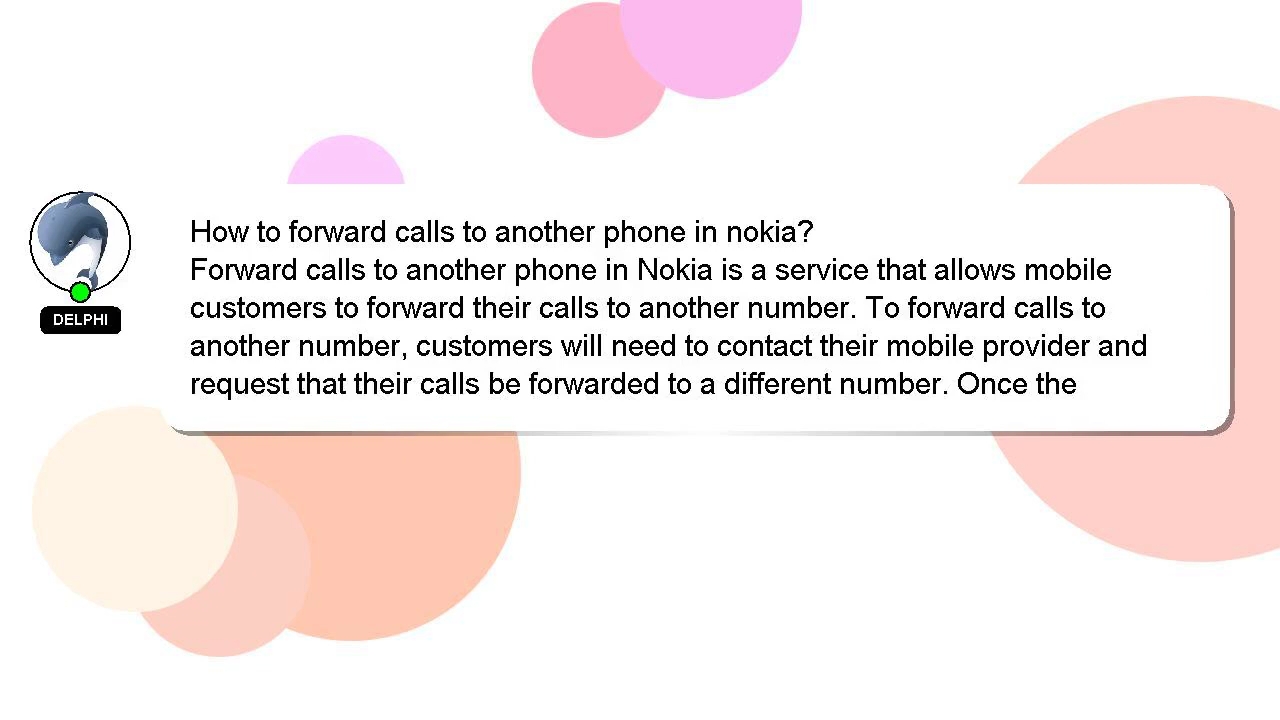 How to forward calls to another phone in nokia?
Forward calls to another phone in Nokia is a service that allows mobile
customers to forward their calls to another number. To forward calls to
another number, customers will need to contact their mobile provider and
request that their calls be forwarded to a different number. Once the
DELPHI